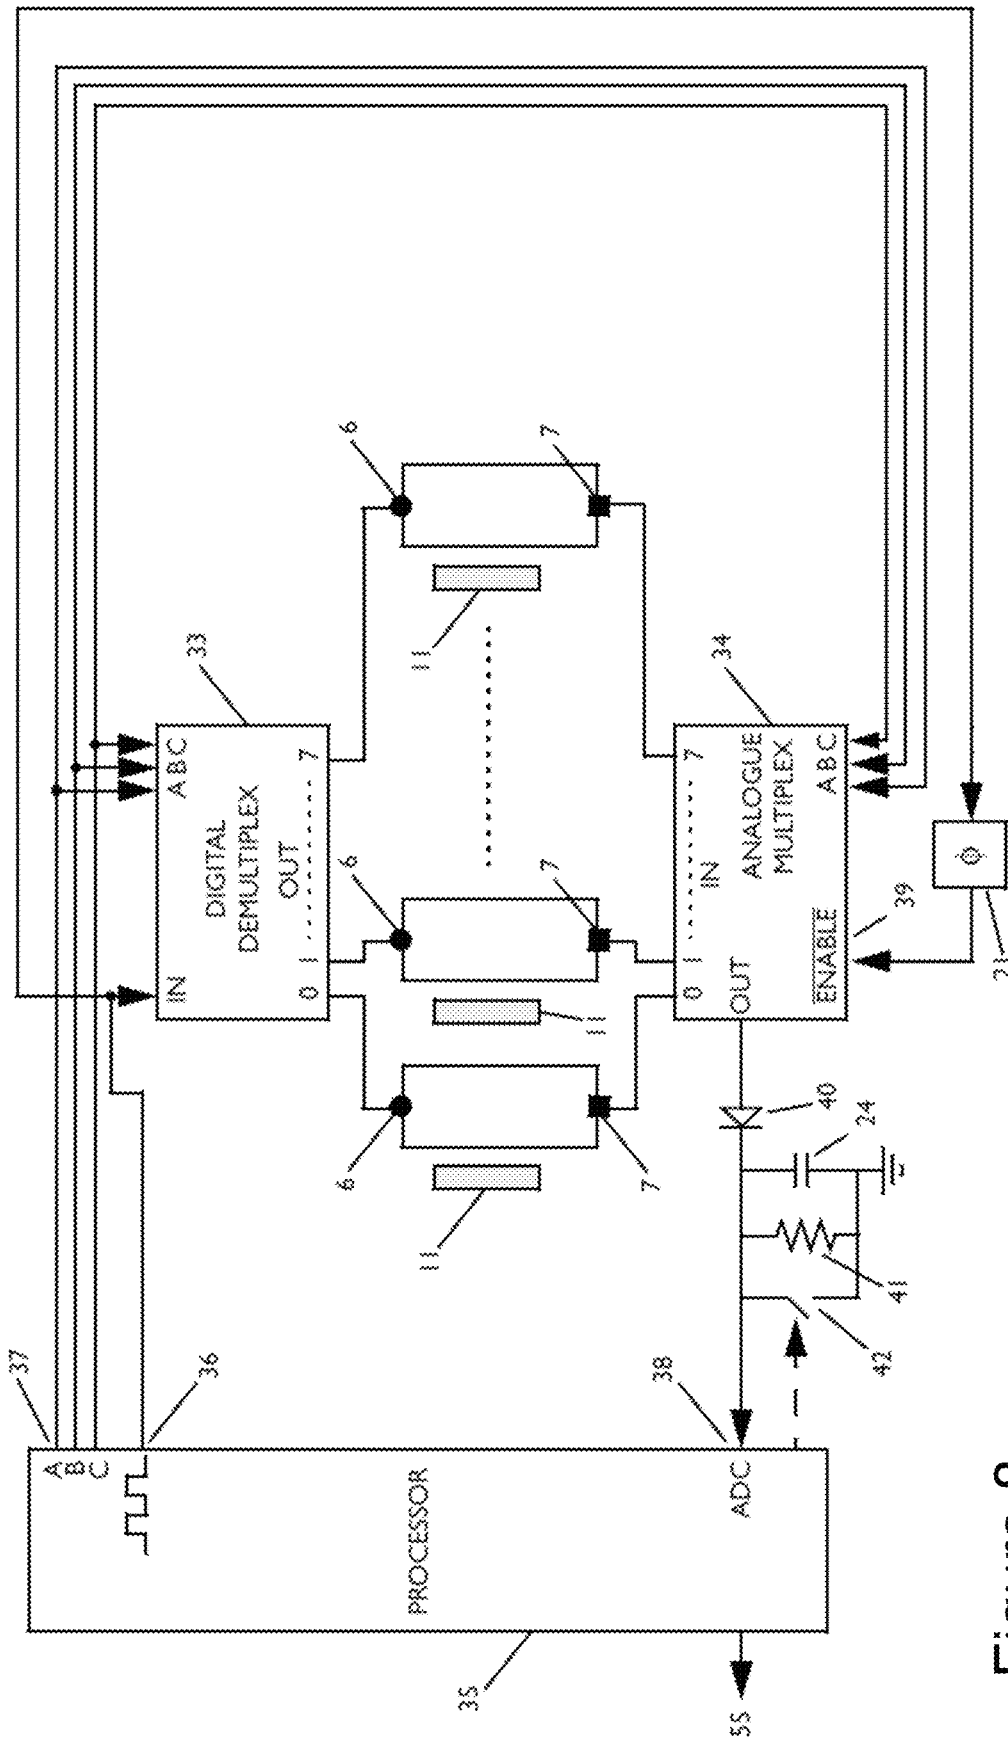 37
A
B
C
36
PROCESSOR
35
38
ADC
55
IN
A B C
33
DIGITAL
DEMULTIPLEX
OUT
0 1 ......... 7
6
6
6
11
11
11
7
7
7
0 1 ......... 7
IN
34
ANALOGUE
MULTIPLEX
OUT
ENABLE
A B C
39
ϕ
21
40
24
41
42